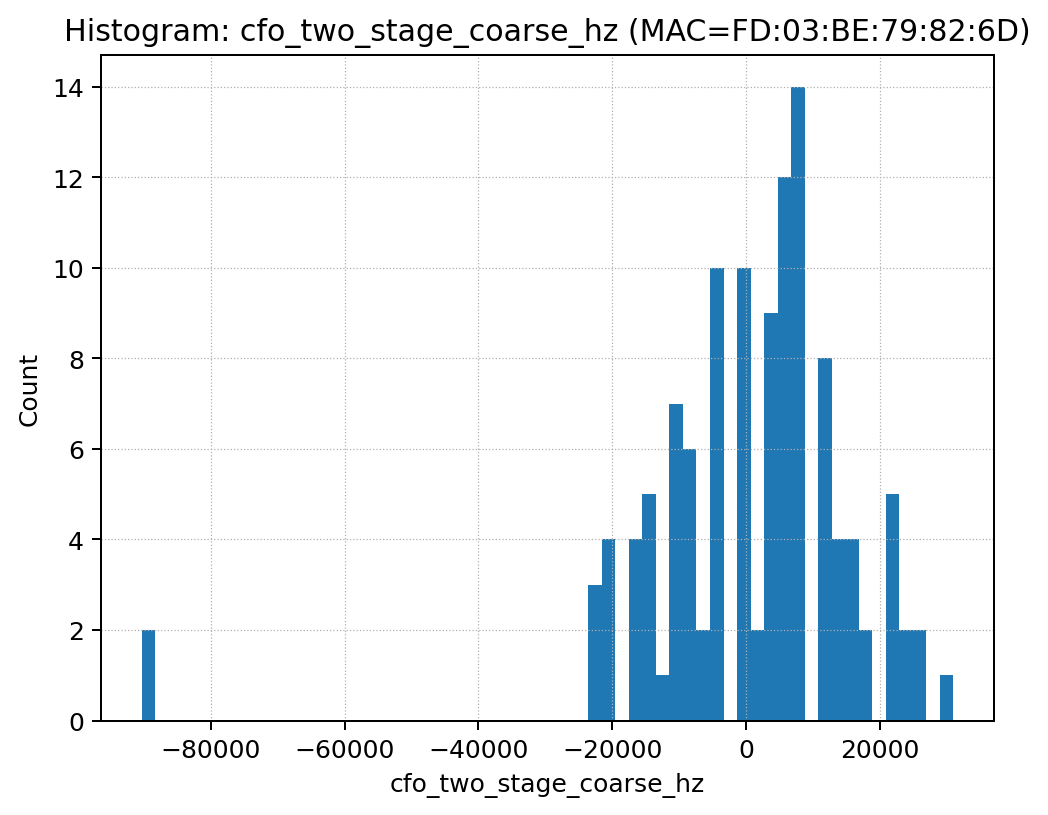 Histogram: cfo_two_stage_coarse_hz (MAC=FD:03:BE:79:82:6D)
14
12
10
8
6
4
2
0
Count
−80000 −60000 −40000 −20000 0 20000
cfo_two_stage_coarse_hz